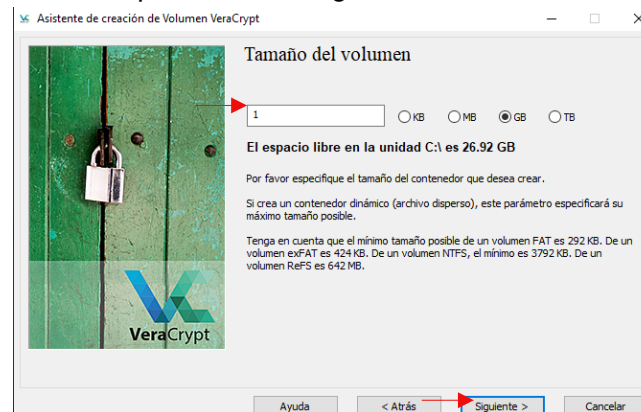 Asistente de creación de Volumen VeraCrypt
Tamaño del volumen
1
KB MB GB TB
El espacio libre en la unidad C:\ es 26.92 GB
Por favor especifique el tamaño del contenedor que desea crear.
Si crea un contenedor dinámico (archivo disperso), este parámetro especificará su
máximo tamaño posible.
Tenga en cuenta que el mínimo tamaño posible de un volumen FAT es 292 KB. De un
volumen exFAT es 424 KB. De un volumen NTFS, el mínimo es 3792 KB. De un
volumen ReFS es 642 MB.
VeraCrypt
Ayuda < Atrás Siguiente > Cancelar